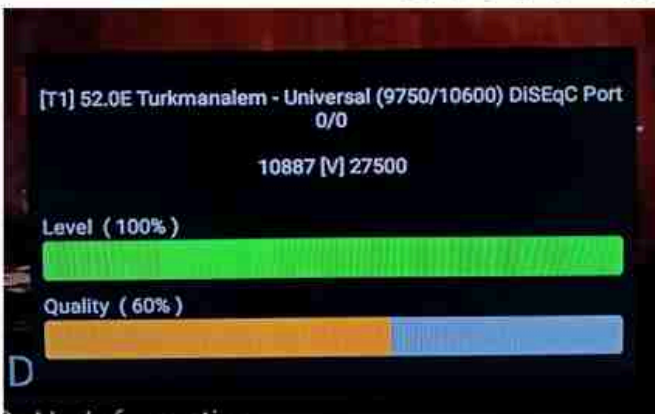 [T1] 52.0E Turkmanalem - Universal (9750/10600) DiSEqC Port
0/0
10887 [V] 27500
Level ( 100% )
Quality ( 60% )
D